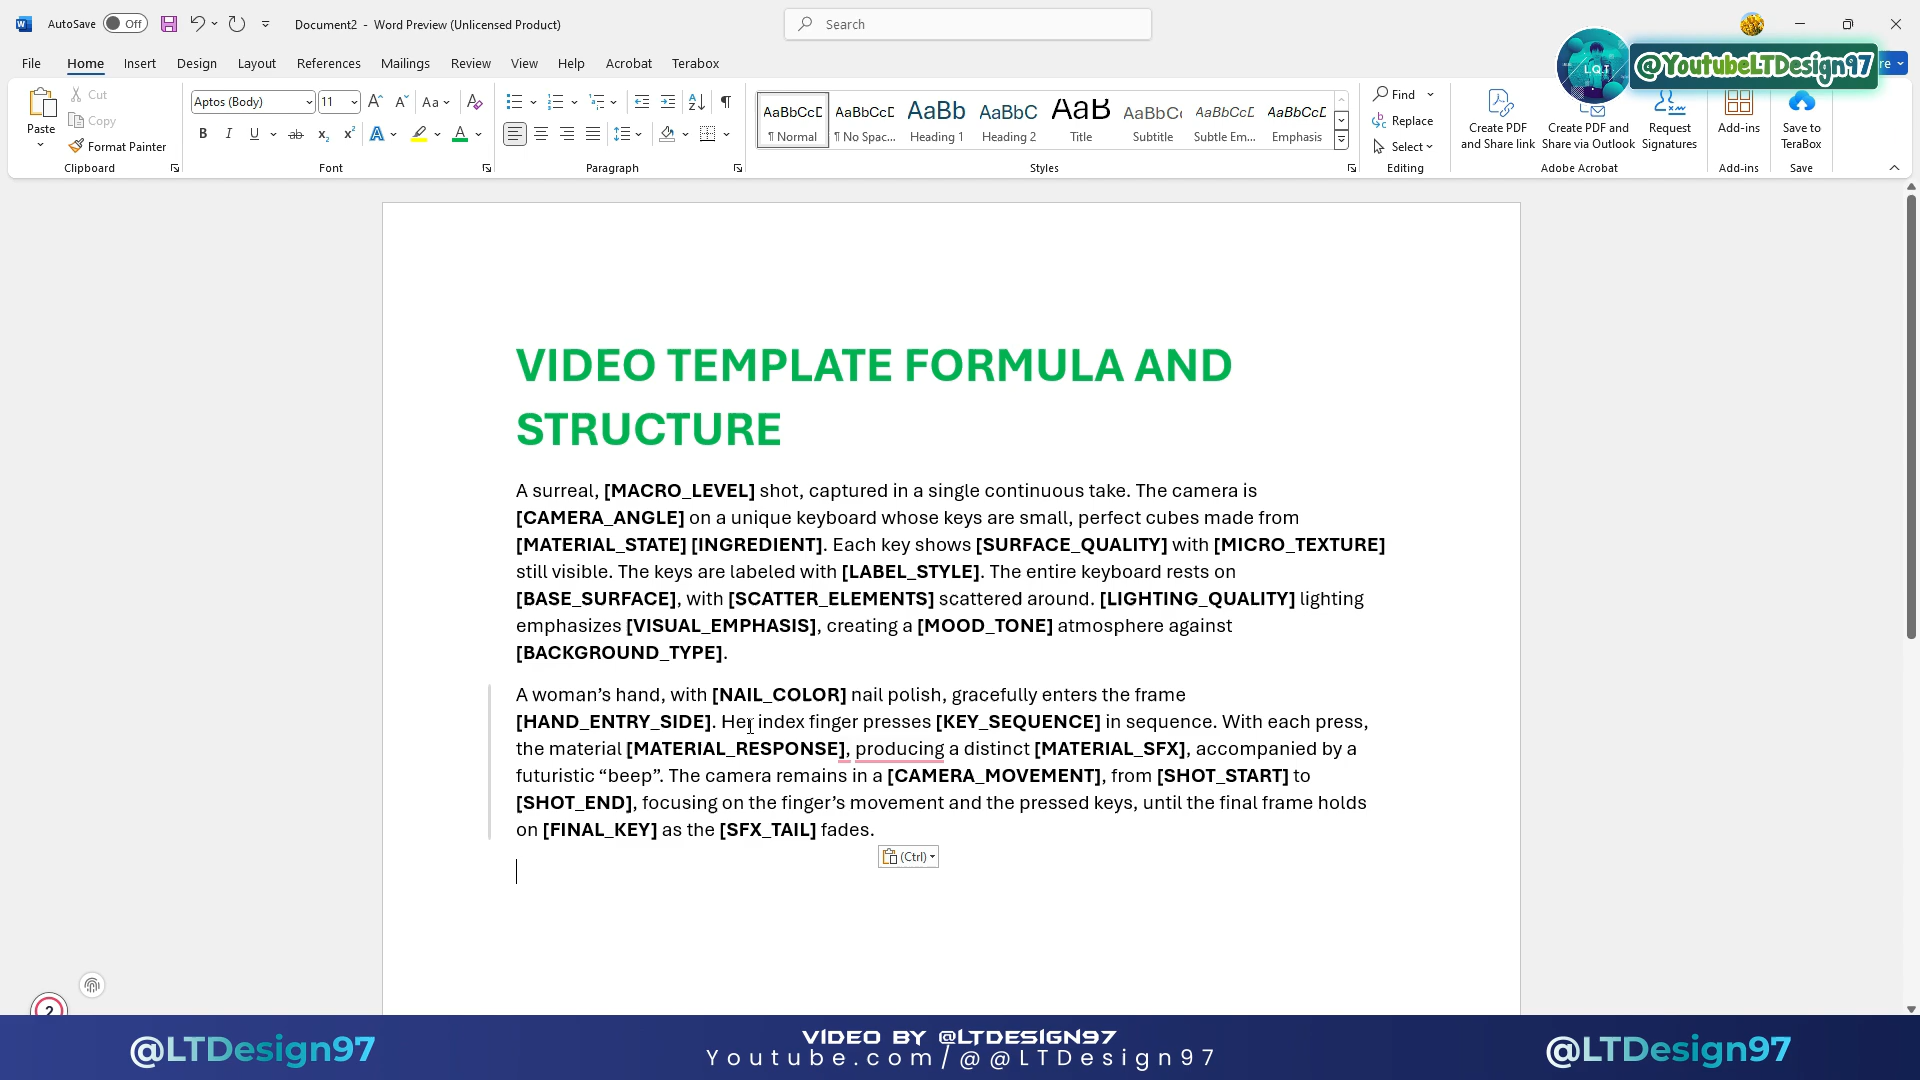 AutoSave Off Document2 - Word Preview (Unlicensed Product) Search
File Home Insert Design Layout References Mailings Review View Help Acrobat Terabox
LQT @YoutubeLTDesign97
Paste Cut Copy Format Painter
Clipboard
Aptos (Body) 11
Font
Paragraph
AaBbCcD AaBbCcD AaBb AaBbC AaB AaBbCc AaBbCcD AaBbCcD
¶ Normal ¶ No Spac... Heading 1 Heading 2 Title Subtitle Subtle Em... Emphasis
Styles
Find
Replace
Select
Editing
Create PDF and Share link
Create PDF and Share via Outlook
Request Signatures
Adobe Acrobat
Add-ins
Add-ins
Save to TeraBox
Save
VIDEO TEMPLATE FORMULA AND
STRUCTURE
A surreal, [MACRO_LEVEL] shot, captured in a single continuous take. The camera is
[CAMERA_ANGLE] on a unique keyboard whose keys are small, perfect cubes made from
[MATERIAL_STATE] [INGREDIENT]. Each key shows [SURFACE_QUALITY] with [MICRO_TEXTURE]
still visible. The keys are labeled with [LABEL_STYLE]. The entire keyboard rests on
[BASE_SURFACE], with [SCATTER_ELEMENTS] scattered around. [LIGHTING_QUALITY] lighting
emphasizes [VISUAL_EMPHASIS], creating a [MOOD_TONE] atmosphere against
[BACKGROUND_TYPE].
A woman’s hand, with [NAIL_COLOR] nail polish, gracefully enters the frame
[HAND_ENTRY_SIDE]. Her index finger presses [KEY_SEQUENCE] in sequence. With each press,
the material [MATERIAL_RESPONSE], producing a distinct [MATERIAL_SFX], accompanied by a
futuristic “beep”. The camera remains in a [CAMERA_MOVEMENT], from [SHOT_START] to
[SHOT_END], focusing on the finger’s movement and the pressed keys, until the final frame holds
on [FINAL_KEY] as the [SFX_TAIL] fades.
(Ctrl)
2
@LTDesign97
VIDEO BY @LTDESIGN97
Youtube.com/@@LTDesign97
@LTDesign97